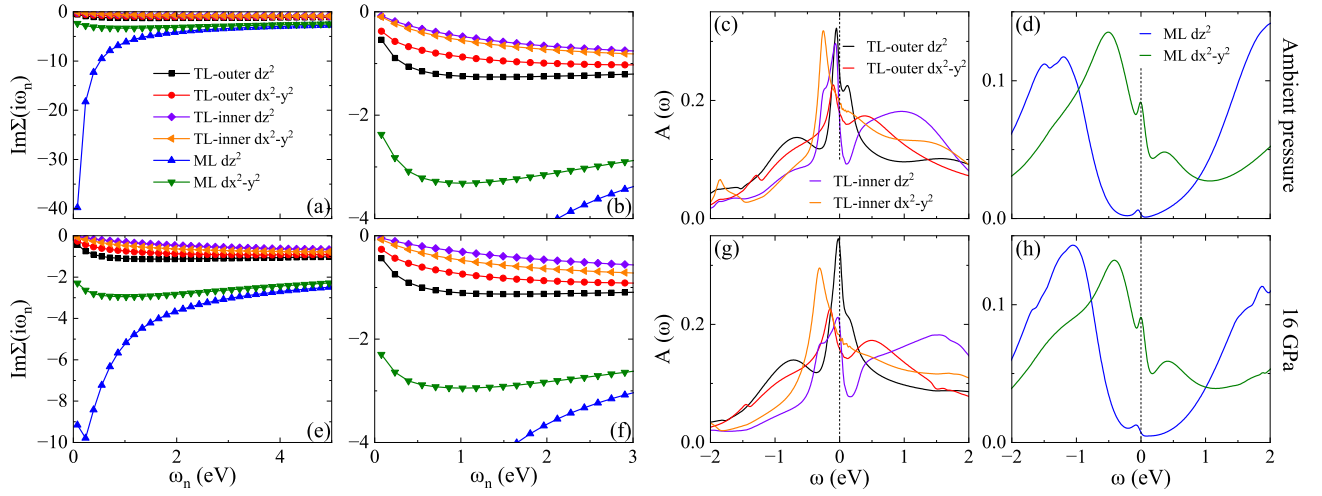 (a)
ImΣ(iωn)
0
−10
−20
−30
−40
TL-outer dz²
TL-outer dx²-y²
TL-inner dz²
TL-inner dx²-y²
ML dz²
ML dx²-y²
(b)
0
−2
−4
(c)
A (ω)
0.0
0.2
TL-outer dz²
TL-outer dx²-y²
TL-inner dz²
TL-inner dx²-y²
(d)
0.0
0.1
ML dz²
ML dx²-y²
Ambient pressure
(e)
ImΣ(iωn)
0
−2
−4
−6
−8
−10
0 2 4
ωn (eV)
(f)
0
−2
−4
0 1 2 3
ωn (eV)
(g)
A (ω)
0.0
0.2
−2 −1 0 1 2
ω (eV)
(h)
0.0
0.1
−2 −1 0 1 2
ω (eV)
16 GPa